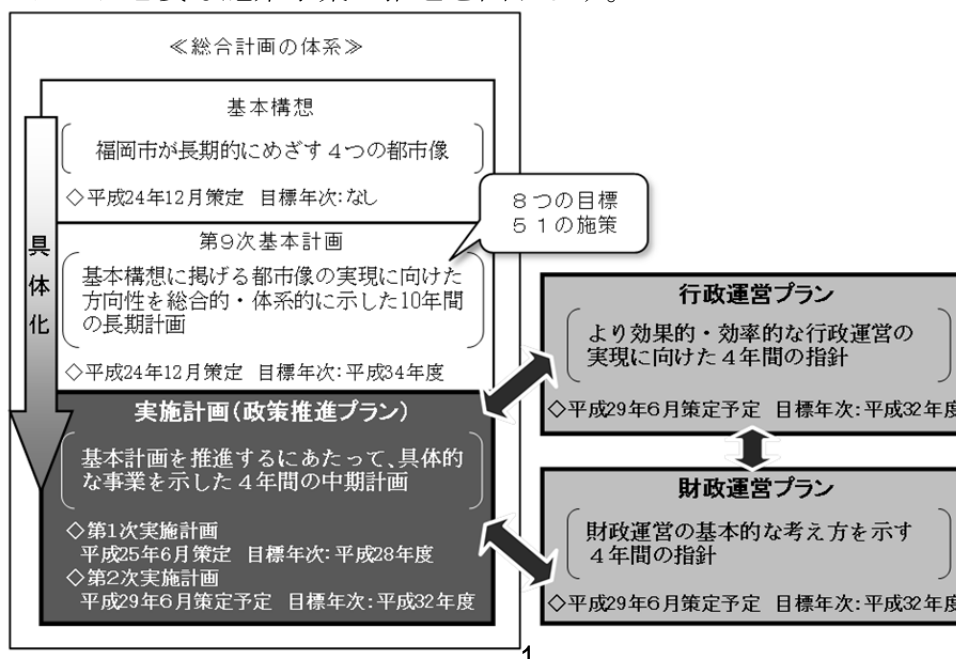 ≪総合計画の体系≫
具体化
基本構想
福岡市が長期的にめざす４つの都市像
◇平成24年12月策定 目標年次：なし
８つの目標
５１の施策
第９次基本計画
基本構想に掲げる都市像の実現に向けた
方向性を総合的・体系的に示した10年間
の長期計画
◇平成24年12月策定 目標年次：平成34年度
実施計画（政策推進プラン）
基本計画を推進するにあたって、具体的
な事業を示した４年間の中期計画
◇第１次実施計画
平成25年６月策定 目標年次：平成28年度
◇第２次実施計画
平成29年６月策定予定 目標年次：平成32年度
行政運営プラン
より効果的・効率的な行政運営の
実現に向けた４年間の指針
◇平成29年６月策定予定 目標年次：平成32年度
財政運営プラン
財政運営の基本的な考え方を示す
４年間の指針
◇平成29年６月策定予定 目標年次：平成32年度
1